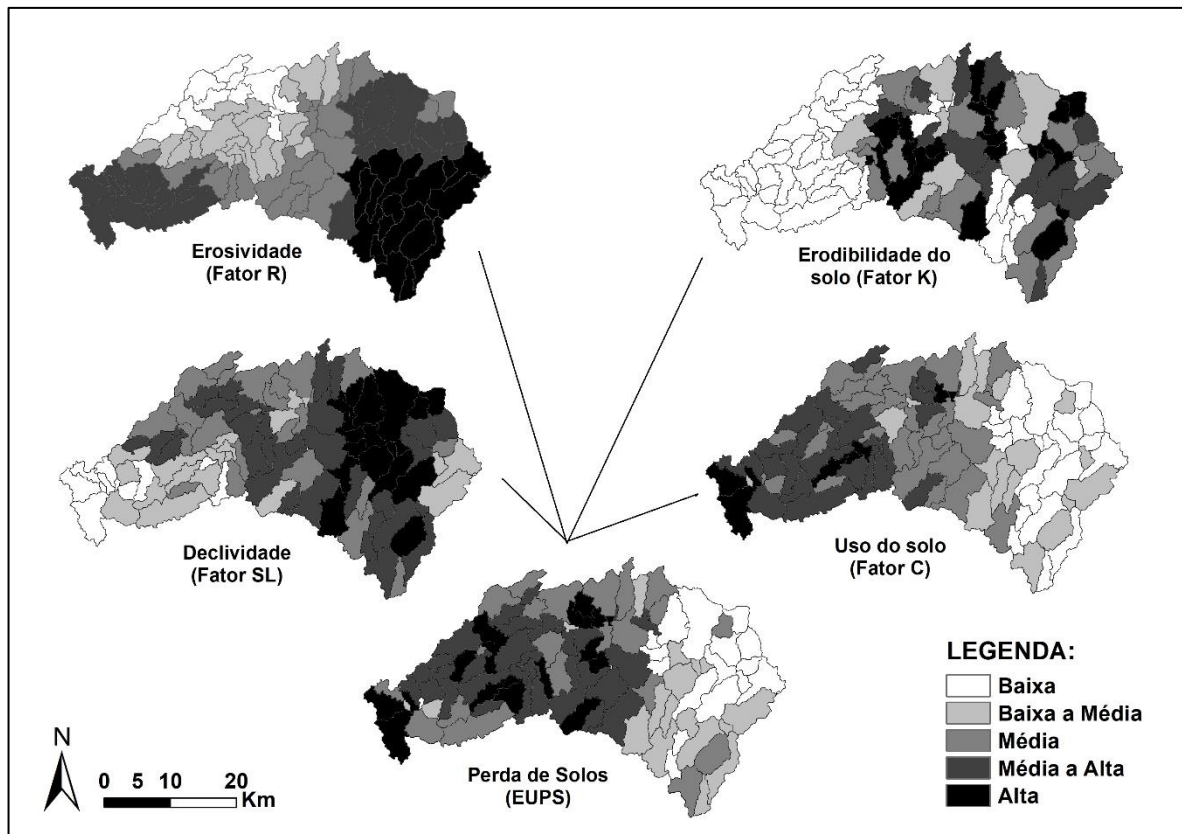 Erosividade
(Fator R)
Erodibilidade do
solo (Fator K)
Declividade
(Fator SL)
Uso do solo
(Fator C)
Perda de Solos
(EUPS)
N
0 5 10 20
Km
LEGENDA:
Baixa
Baixa a Média
Média
Média a Alta
Alta